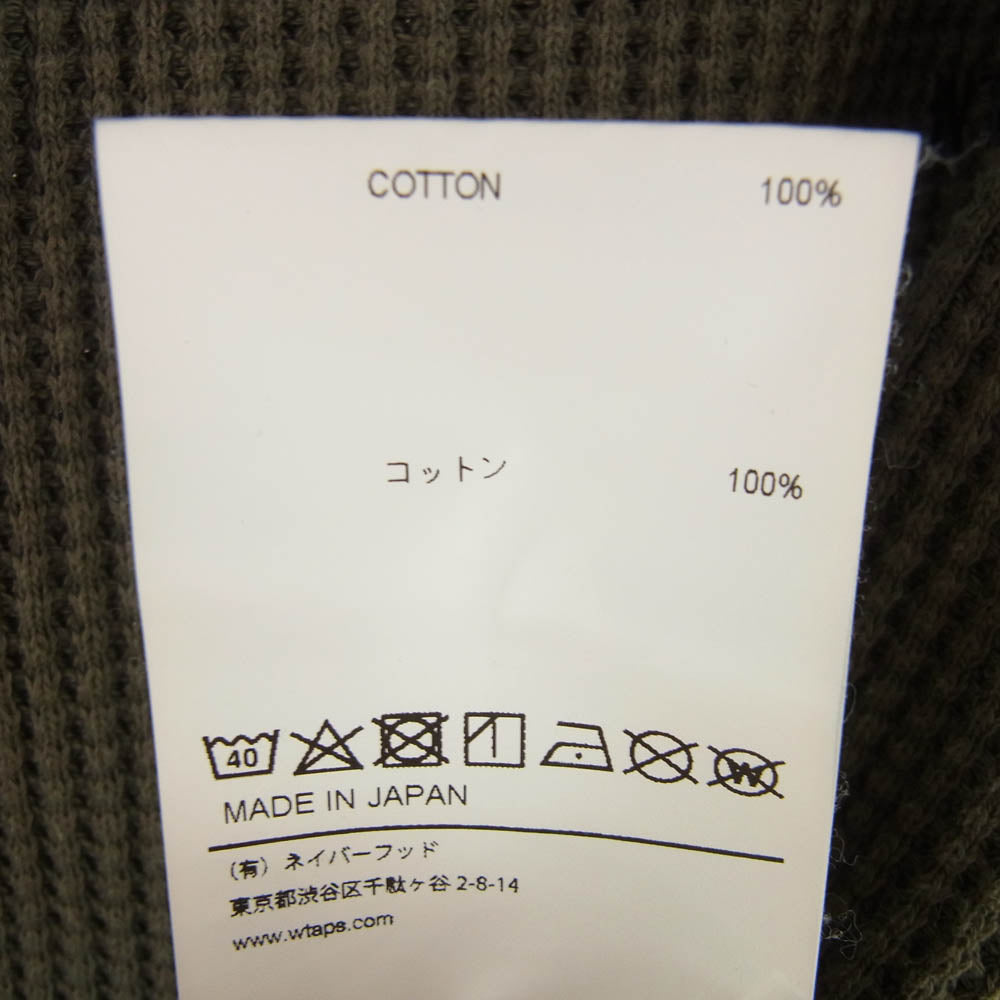 COTTON 100%
コットン 100%
40
W
MADE IN JAPAN
(有) ネイバーフッド
東京都渋谷区千駄ヶ谷 2-8-14
www.wtaps.com